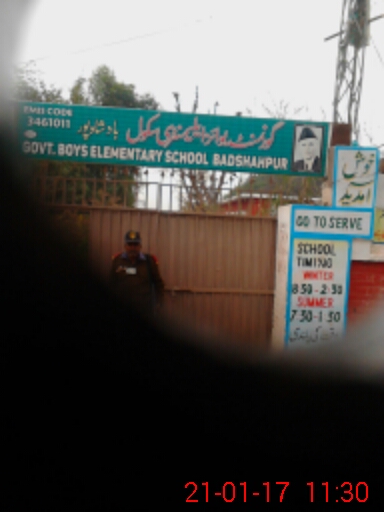 EMIS CODE
3461011
بادشاہپور
گورنمنٹ بوائز ایلیمنٹری سکول
GOVT. BOYS ELEMENTARY SCHOOL BADSHAHPUR
خوش
آمدید
GO TO SERVE
SCHOOL
TIMING
WINTER
8:30 - 2:30
SUMMER
7:30-1:30
21-01-17 11:30